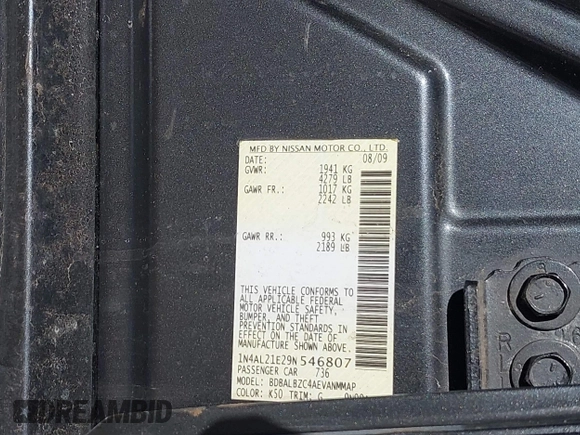 MFD BY NISSAN MOTOR CO., LTD.
DATE: 08/09
GVWR: 1941 KG
4279 LB
GAWR FR.: 1017 KG
2242 LB
GAWR RR.: 993 KG
2189 LB
THIS VEHICLE CONFORMS TO
ALL APPLICABLE FEDERAL
MOTOR VEHICLE SAFETY,
BUMPER, AND THEFT
PREVENTION STANDARDS
IN EFFECT ON THE DATE OF
MANUFACTURE SHOWN ABOVE.
1N4AL21E29N546807
PASSENGER CAR 736
MODEL: BDBALBZC4AEVANMMAP
COLOR: K50 TRIM: G
R
DREAMBID